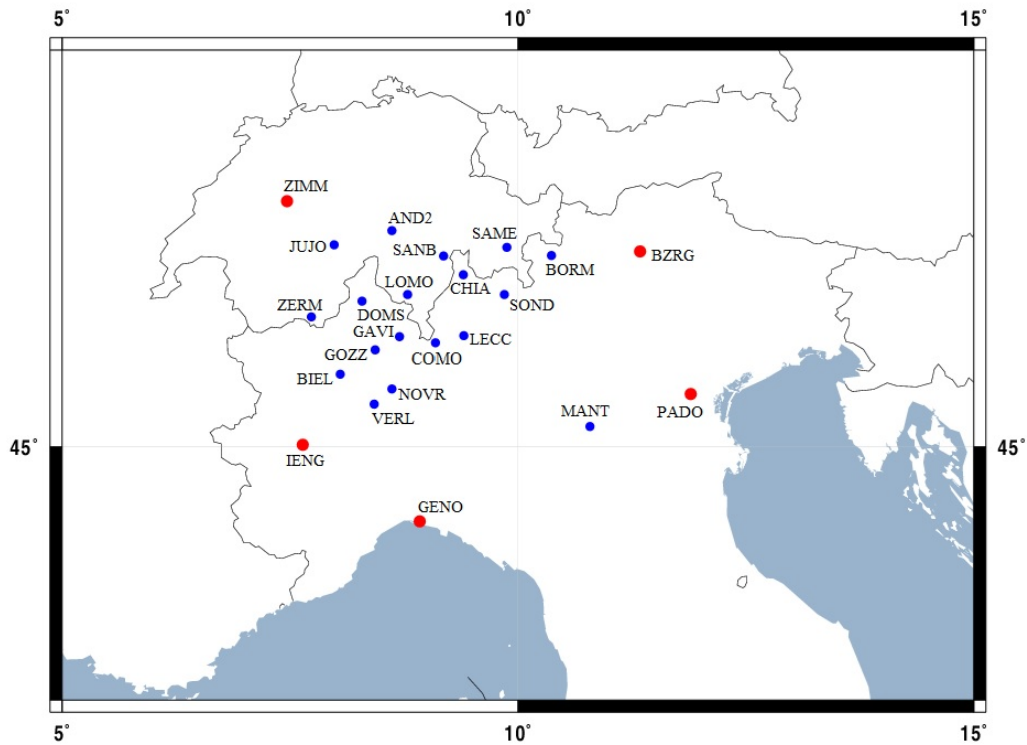 5°
10°
15°
ZIMM
AND2
JUJO
SANB
SAME
BZRG
BORM
CHIA
LOMO
SOND
ZERM
DOMS
GAVI
LECC
GOZZ
COMO
BIEL
NOVR
VERL
MANT
PADO
45°
45°
IENG
GENO
5°
10°
15°